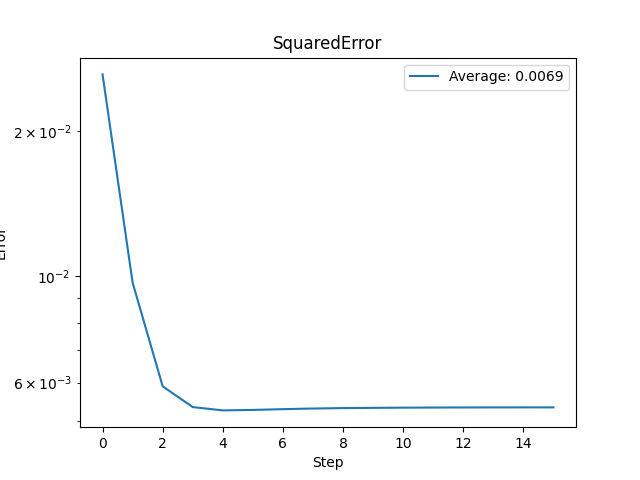 SquaredError
Average: 0.0069
2 × 10⁻²
10⁻²
6 × 10⁻³
Error
0 2 4 6 8 10 12 14
Step